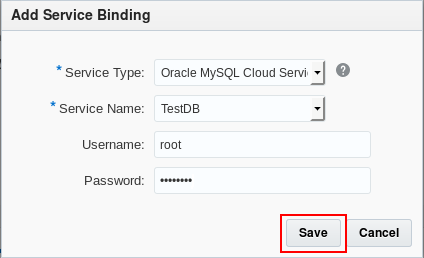 Add Service Binding
* Service Type: Oracle MySQL Cloud Servi ?
* Service Name: TestDB
Username: root
Password: ••••••••
Save Cancel